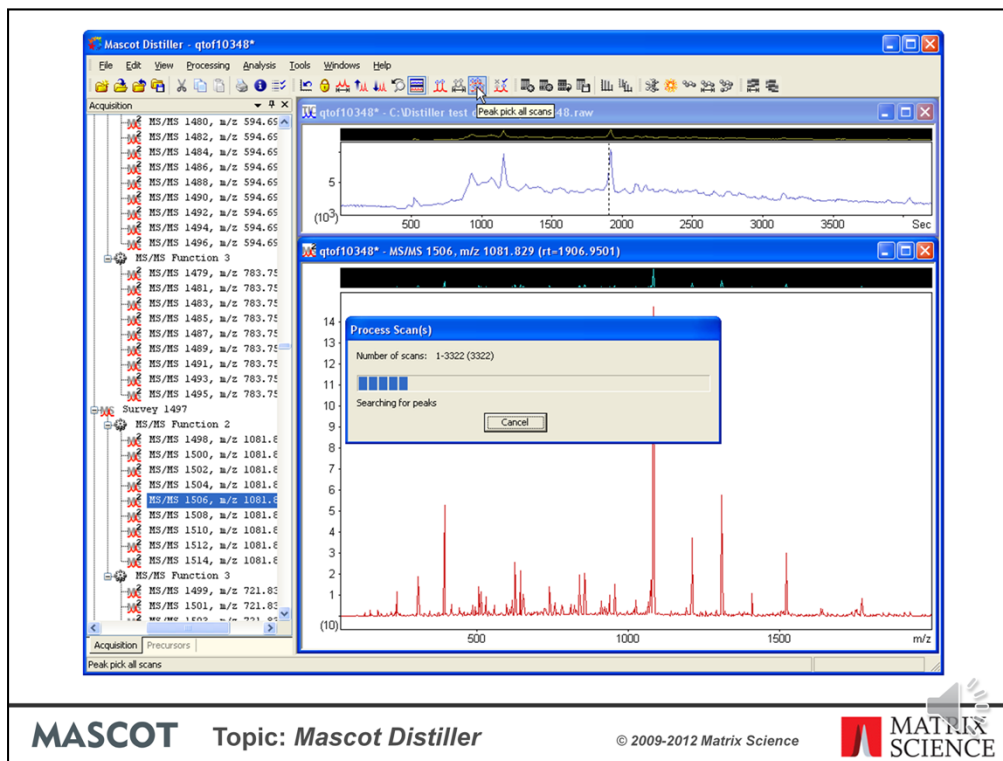 Mascot Distiller - qtof10348*
File Edit View Processing Analysis Tools Windows Help
Acquisition
MS/MS 1480, m/z 594.69
MS/MS 1482, m/z 594.69
MS/MS 1484, m/z 594.69
MS/MS 1486, m/z 594.69
MS/MS 1488, m/z 594.69
MS/MS 1490, m/z 594.69
MS/MS 1492, m/z 594.69
MS/MS 1494, m/z 594.69
MS/MS 1496, m/z 594.69
MS/MS Function 3
MS/MS 1479, m/z 783.75
MS/MS 1481, m/z 783.75
MS/MS 1483, m/z 783.75
MS/MS 1485, m/z 783.75
MS/MS 1487, m/z 783.75
MS/MS 1489, m/z 783.75
MS/MS 1491, m/z 783.75
MS/MS 1493, m/z 783.75
MS/MS 1495, m/z 783.75
Survey 1497
MS/MS Function 2
MS/MS 1498, m/z 1081.8
MS/MS 1500, m/z 1081.8
MS/MS 1502, m/z 1081.8
MS/MS 1504, m/z 1081.8
MS/MS 1506, m/z 1081.8
MS/MS 1508, m/z 1081.8
MS/MS 1510, m/z 1081.8
MS/MS 1512, m/z 1081.8
MS/MS 1514, m/z 1081.8
MS/MS Function 3
MS/MS 1499, m/z 721.83
MS/MS 1501, m/z 721.83
MS/MS 1503, m/z 721.83
Acquisition Precursors
Peak pick all scans
qtof10348* - C:\Distiller test d 48.raw
Peak pick all scans
5
(10³)
500 1000 1500 2000 2500 3000 3500 Sec
qtof10348* - MS/MS 1506, m/z 1081.829 (rt=1906.9501)
14
13
12
11
10
9
8
7
6
5
4
3
2
1
(10)
500 1000 1500 m/z
Process Scan(s)
Number of scans: 1-3322 (3322)
Searching for peaks
Cancel
MASCOT
Topic: Mascot Distiller
© 2009-2012 Matrix Science
MATRIX
SCIENCE